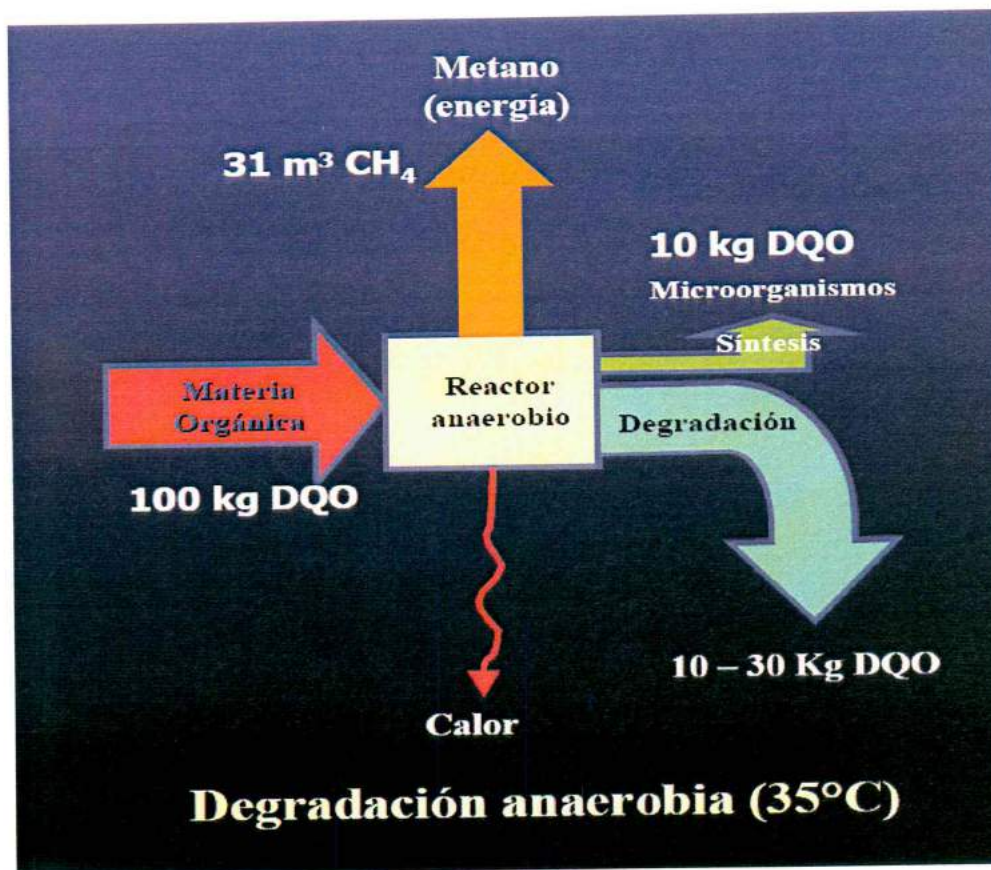 Metano
(energía)
31 m³ CH₄
10 kg DQO
Microorganismos
Síntesis
Materia
Orgánica
Reactor
anaerobio
Degradación
100 kg DQO
10 – 30 Kg DQO
Calor
Degradación anaerobia (35°C)